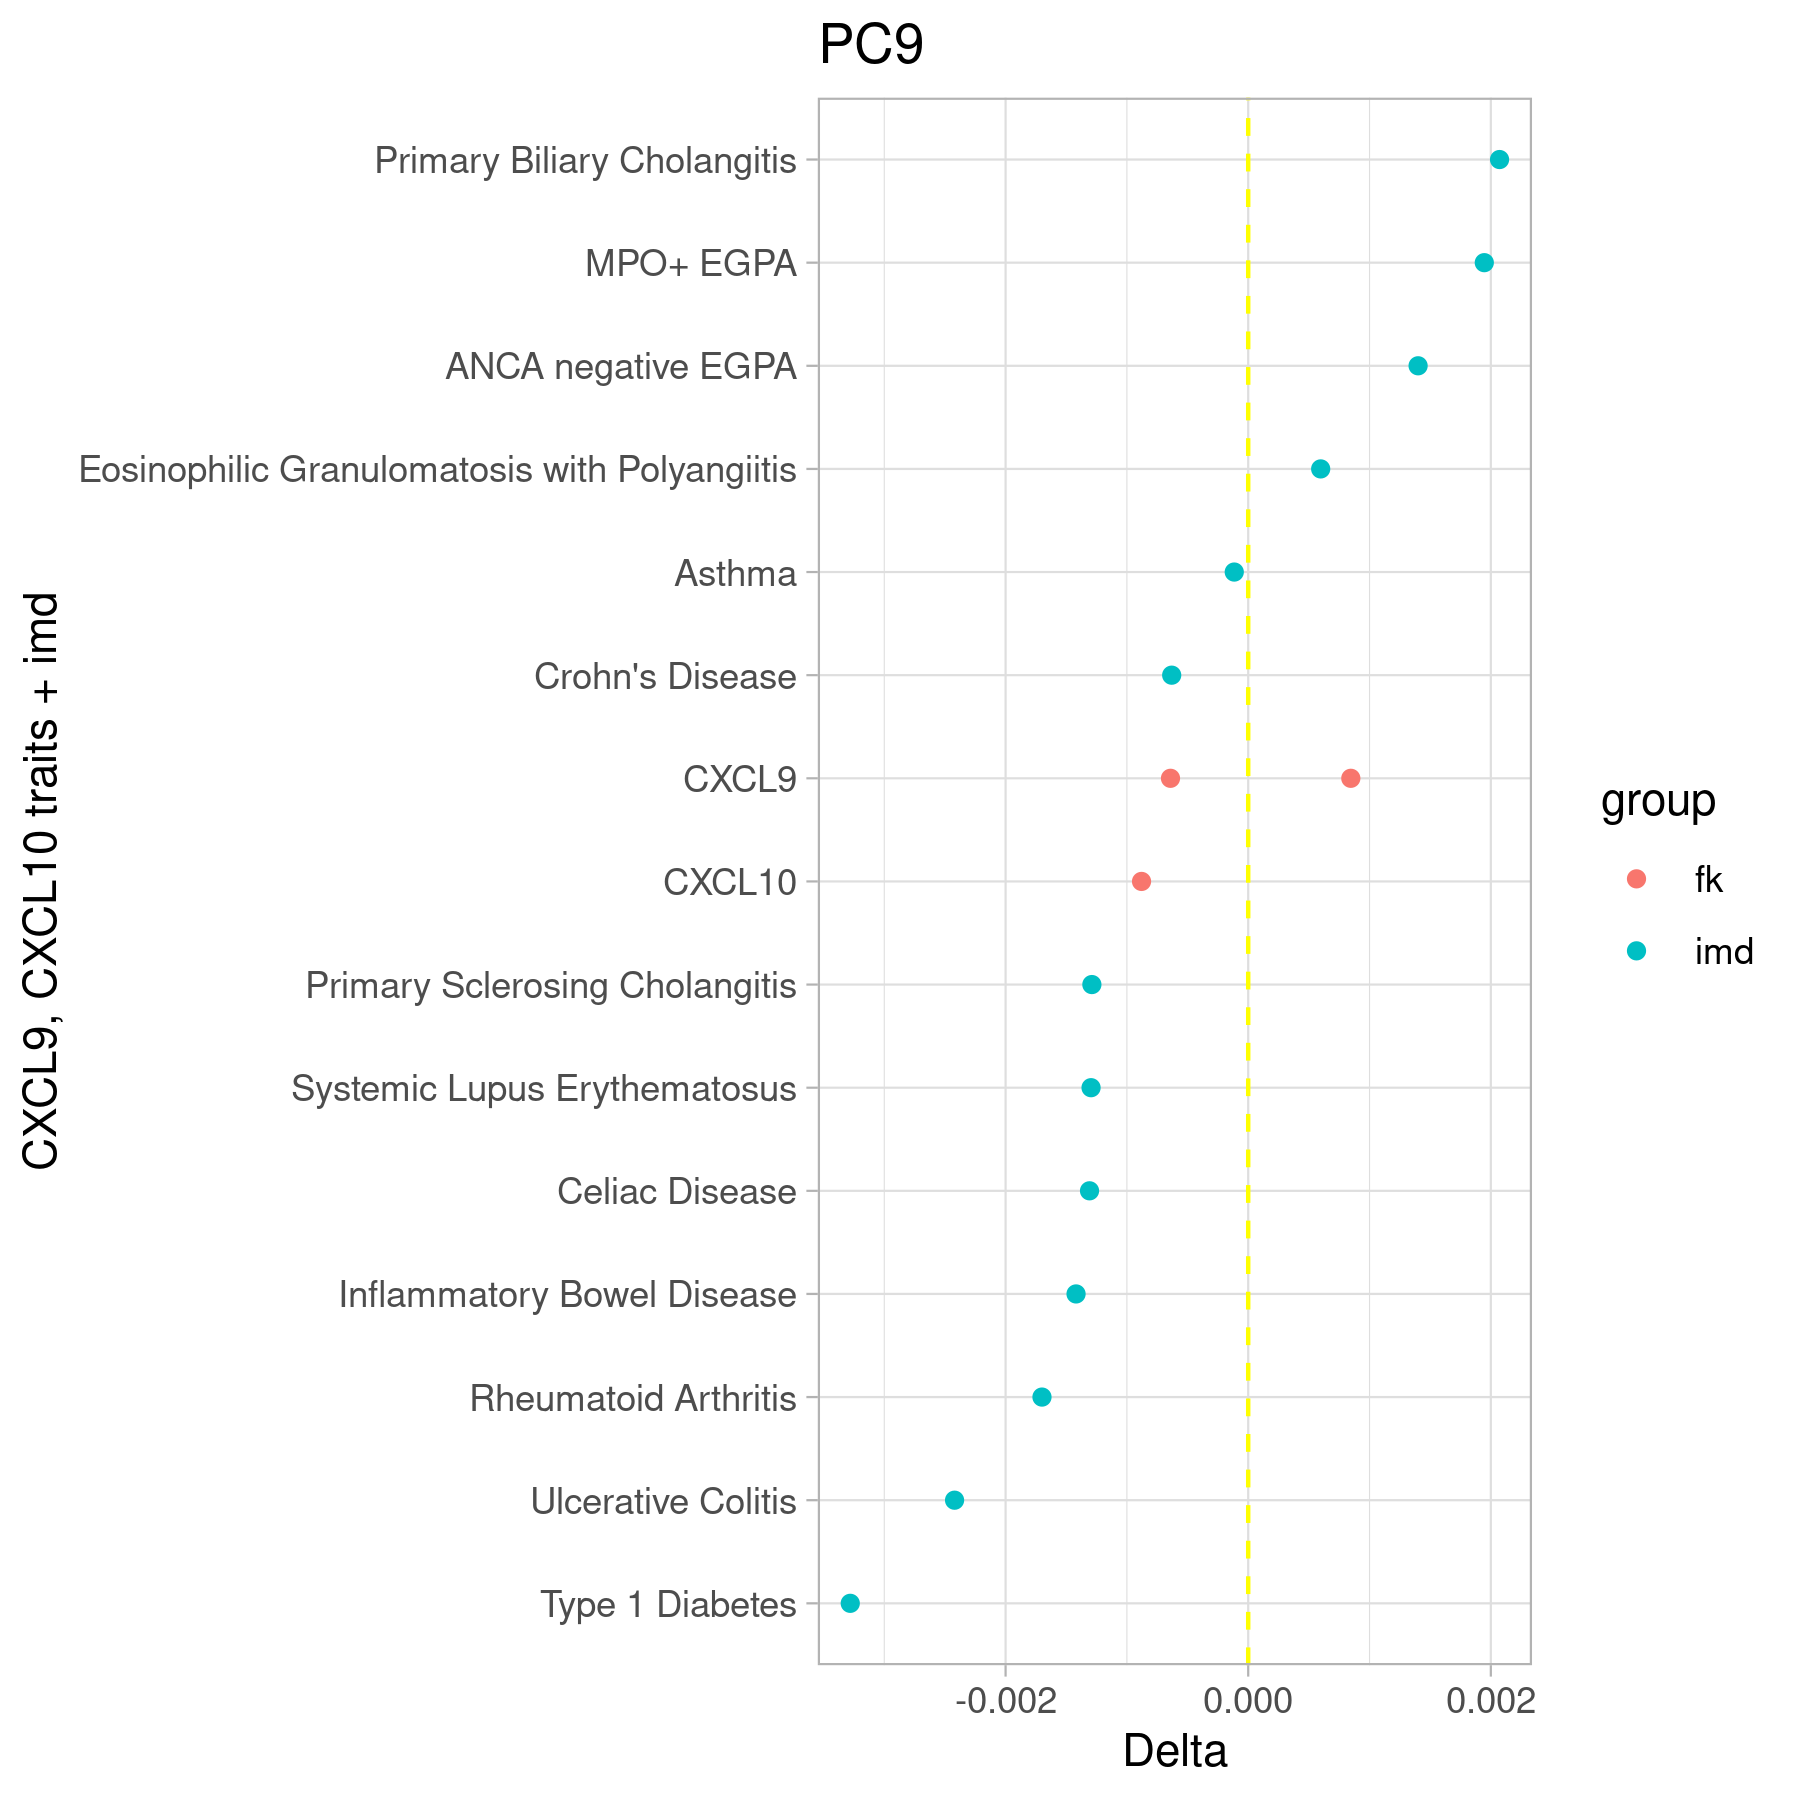 PC9
Primary Biliary Cholangitis
MPO+ EGPA
ANCA negative EGPA
Eosinophilic Granulomatosis with Polyangiitis
Asthma
Crohn's Disease
CXCL9
CXCL10
Primary Sclerosing Cholangitis
Systemic Lupus Erythematosus
Celiac Disease
Inflammatory Bowel Disease
Rheumatoid Arthritis
Ulcerative Colitis
Type 1 Diabetes
CXCL9, CXCL10 traits + imd
-0.002
0.000
0.002
Delta
group
fk
imd